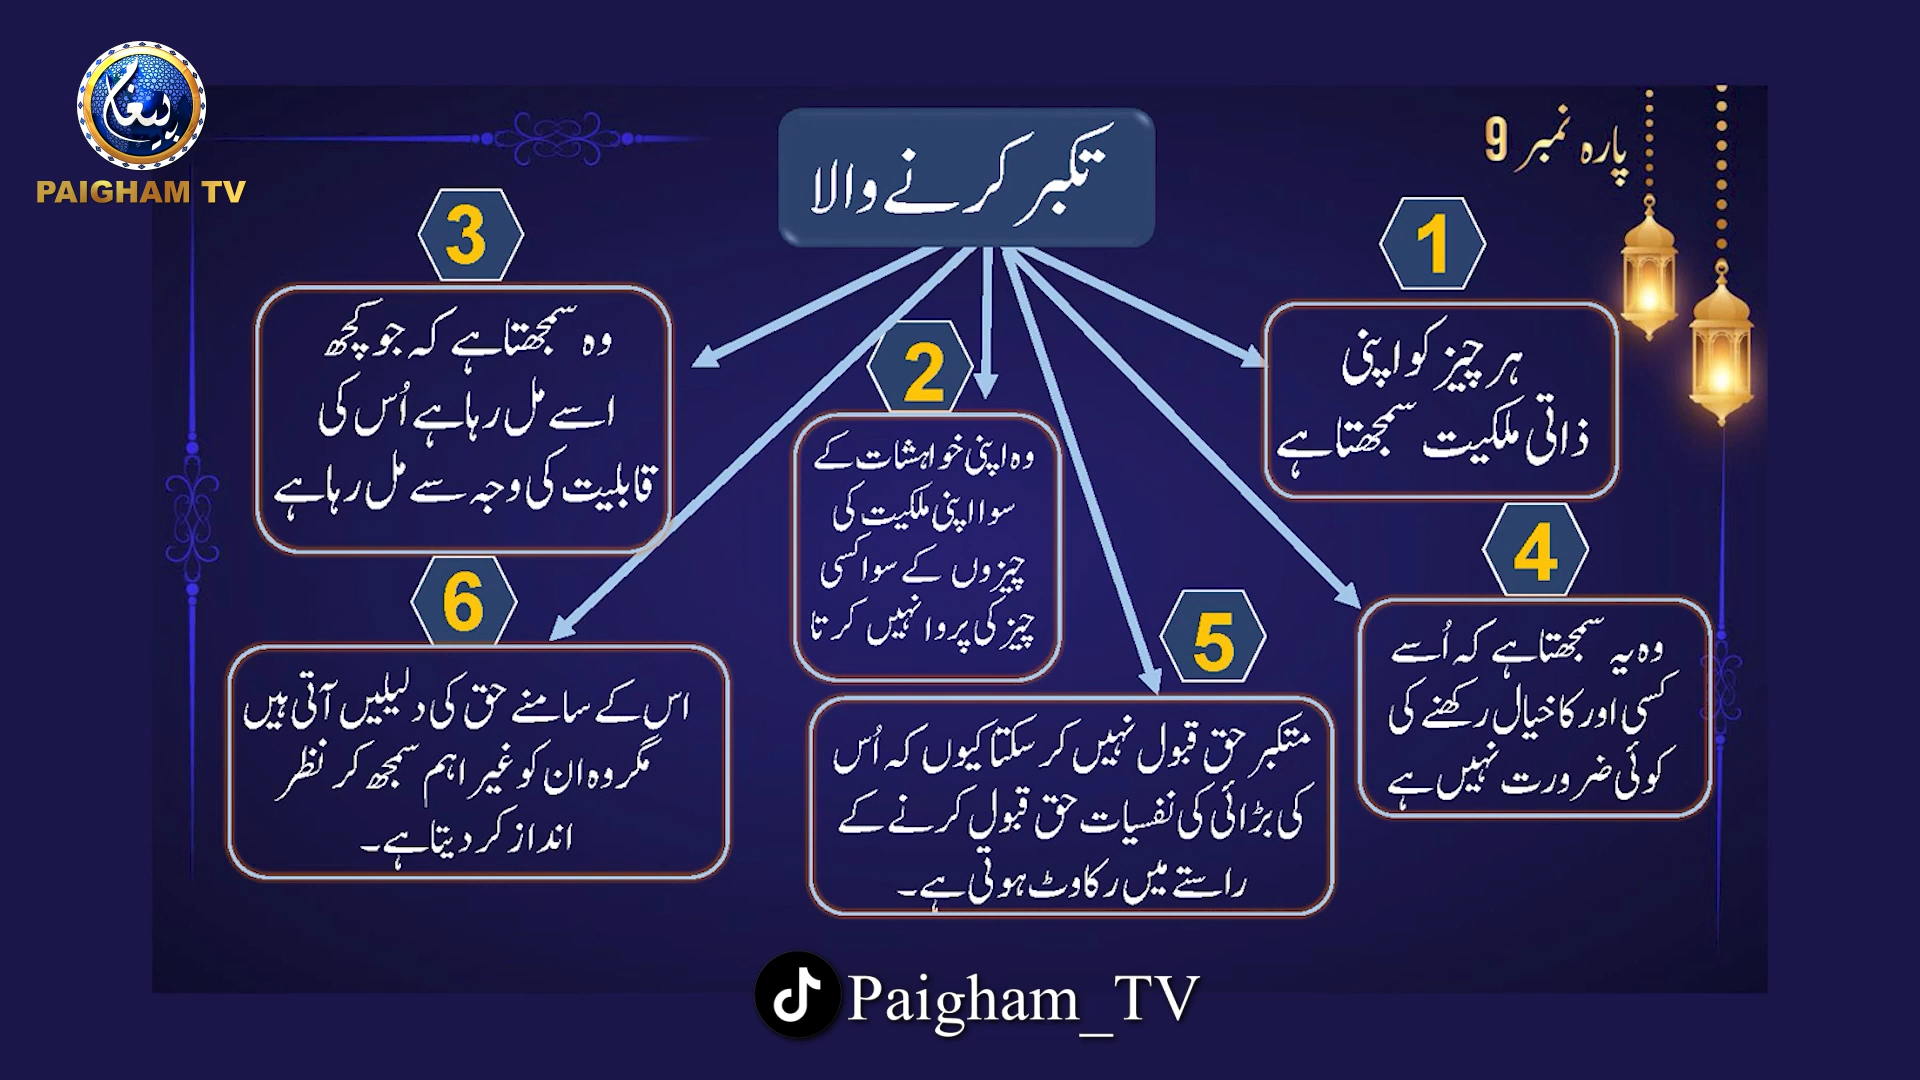 پیغام
PAIGHAM TV
پارہ نمبر 9
تکبر کرنے والا
1
ہر چیز کو اپنی
ذاتی ملکیت سمجھتا ہے
2
وہ اپنی خواہشات کے
سوا اپنی ملکیت کی
چیزوں کے سوا کسی
چیز کی پروا نہیں کرتا
3
وہ سمجھتا ہے کہ جو کچھ
اسے مل رہا ہے اُس کی
قابلیت کی وجہ سے مل رہا ہے
4
وہ یہ سمجھتا ہے کہ اُسے
کسی اور کا خیال رکھنے کی
کوئی ضرورت نہیں ہے
5
متکبر حق قبول نہیں کر سکتا کیوں کہ اُس
کی بڑائی کی نفسیات حق قبول کرنے کے
راستے میں رکاوٹ ہوتی ہے۔
6
اس کے سامنے حق کی دلیلیں آتی ہیں
مگر وہ ان کو غیر اہم سمجھ کر نظر
انداز کر دیتا ہے۔
Paigham_TV